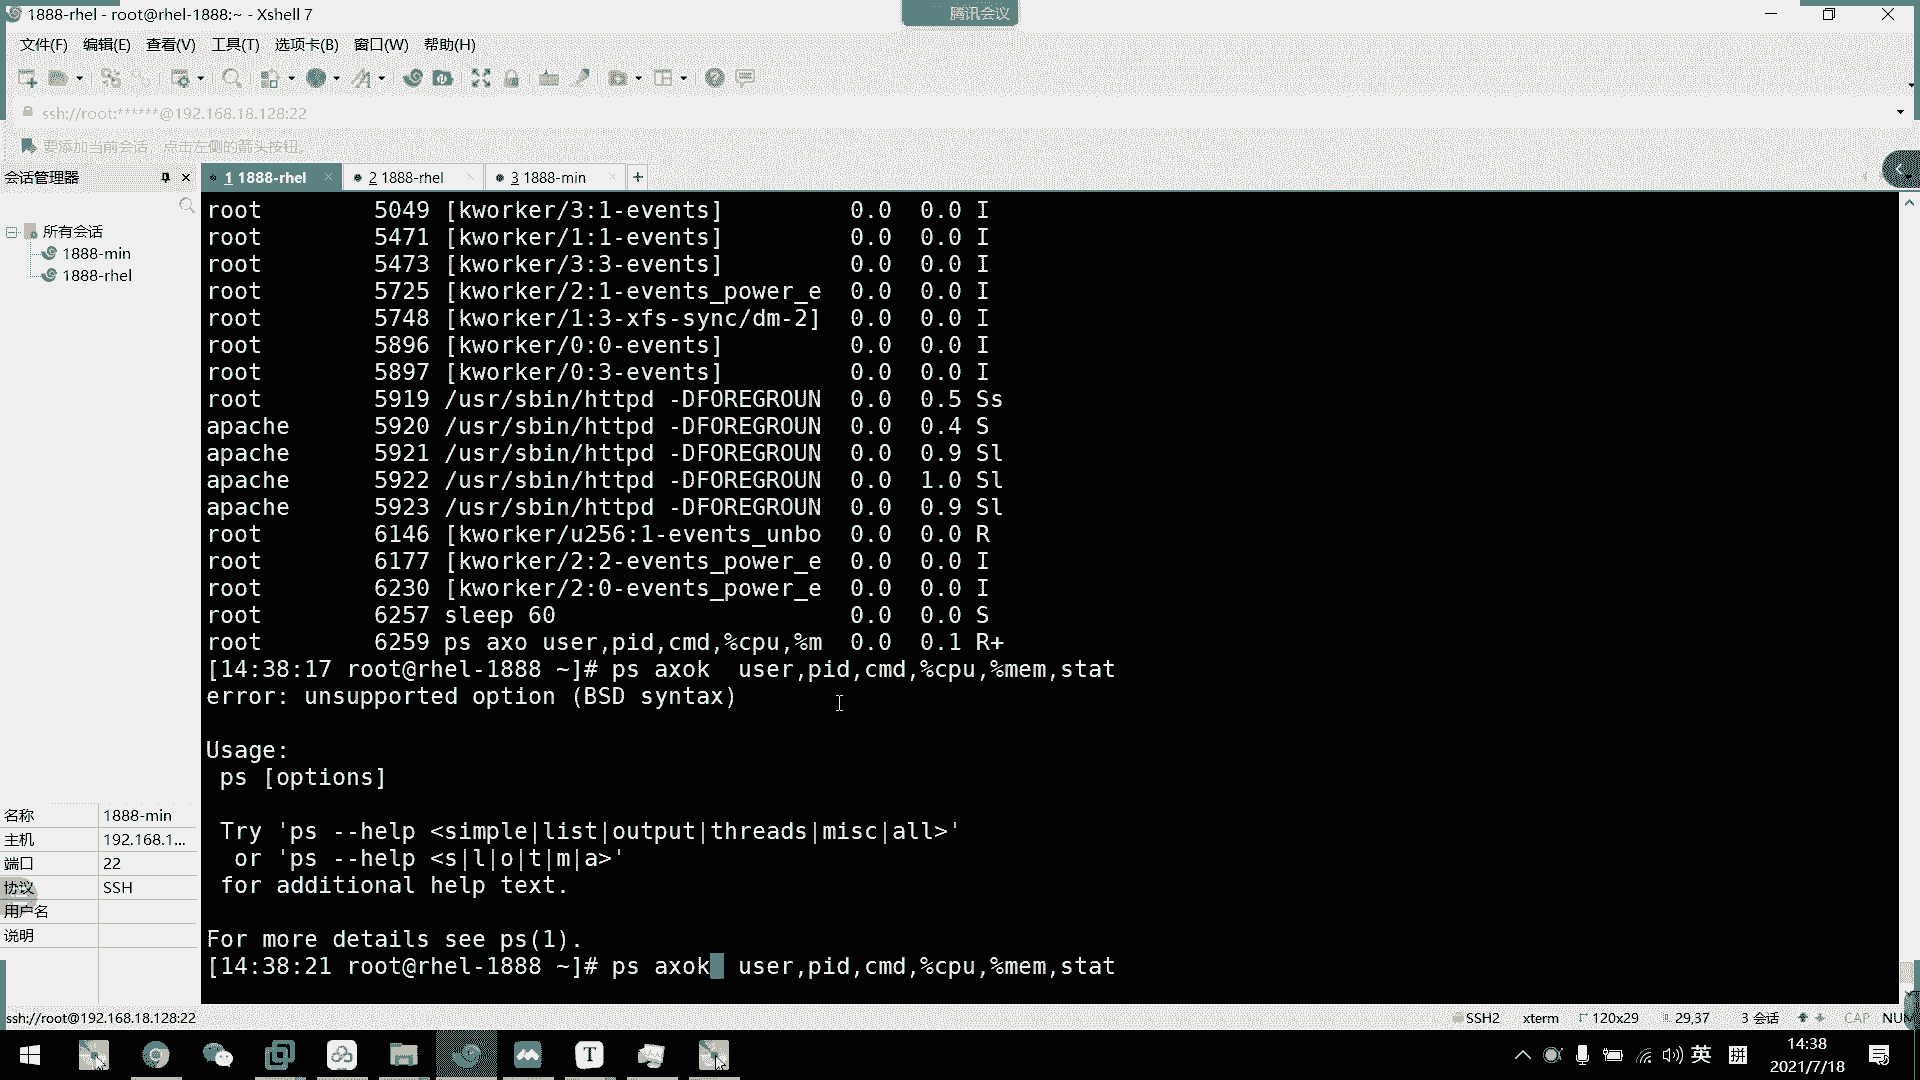 1888-rhel - root@rhel-1888:~ - Xshell 7
腾讯会议
文件(F) 编辑(E) 查看(V) 工具(T) 选项卡(B) 窗口(W) 帮助(H)
ssh://root:******@192.168.18.128:22
要添加当前会话，点击左侧的箭头按钮。
会话管理器
1 1888-rhel
2 1888-rhel
3 1888-min
所有会话
1888-min
1888-rhel
root 5049 [kworker/3:1-events] 0.0 0.0 I
root 5471 [kworker/1:1-events] 0.0 0.0 I
root 5473 [kworker/3:3-events] 0.0 0.0 I
root 5725 [kworker/2:1-events_power_e 0.0 0.0 I
root 5748 [kworker/1:3-xfs-sync/dm-2] 0.0 0.0 I
root 5896 [kworker/0:0-events] 0.0 0.0 I
root 5897 [kworker/0:3-events] 0.0 0.0 I
root 5919 /usr/sbin/httpd -DFOREGROUN 0.0 0.5 Ss
apache 5920 /usr/sbin/httpd -DFOREGROUN 0.0 0.4 S
apache 5921 /usr/sbin/httpd -DFOREGROUN 0.0 0.9 Sl
apache 5922 /usr/sbin/httpd -DFOREGROUN 0.0 1.0 Sl
apache 5923 /usr/sbin/httpd -DFOREGROUN 0.0 0.9 Sl
root 6146 [kworker/u256:1-events_unbo 0.0 0.0 R
root 6177 [kworker/2:2-events_power_e 0.0 0.0 I
root 6230 [kworker/2:0-events_power_e 0.0 0.0 I
root 6257 sleep 60 0.0 0.0 S
root 6259 ps axo user,pid,cmd,%cpu,%m 0.0 0.1 R+
[14:38:17 root@rhel-1888 ~]# ps axok  user,pid,cmd,%cpu,%mem,stat
error: unsupported option (BSD syntax)
Usage:
ps [options]
Try 'ps --help <simple|list|output|threads|misc|all>'
or 'ps --help <s|l|o|t|m|a>'
for additional help text.
For more details see ps(1).
[14:38:21 root@rhel-1888 ~]# ps axok  user,pid,cmd,%cpu,%mem,stat
名称 1888-min
主机 192.168.1...
端口 22
协议 SSH
用户名
说明
ssh://root@192.168.18.128:22
SSH2 xterm 120x29 29,37 3 会话 CAP NUM
英 拼
14:38
2021/7/18